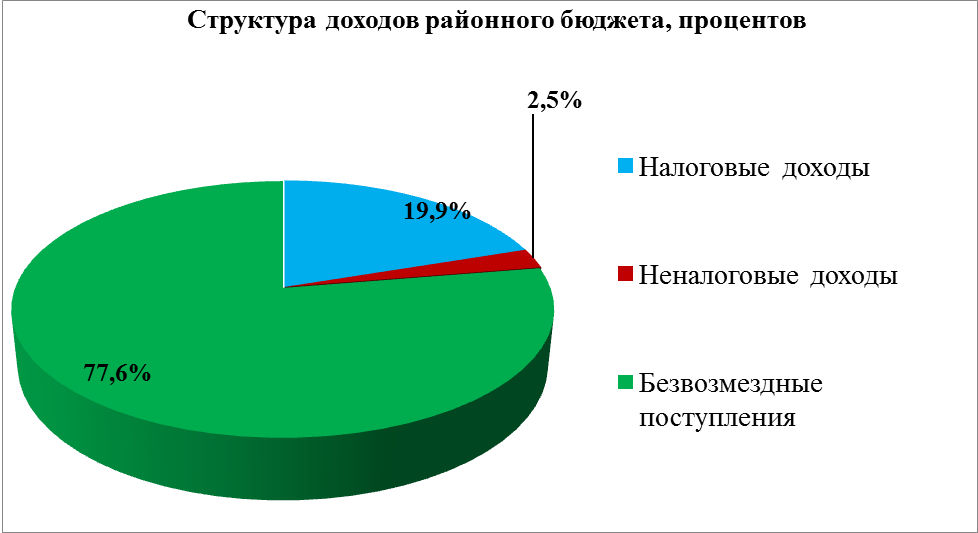 Структура доходов районного бюджета, процентов
2,5%
Налоговые доходы
19,9%
Неналоговые доходы
77,6%
Безвозмездные
поступления